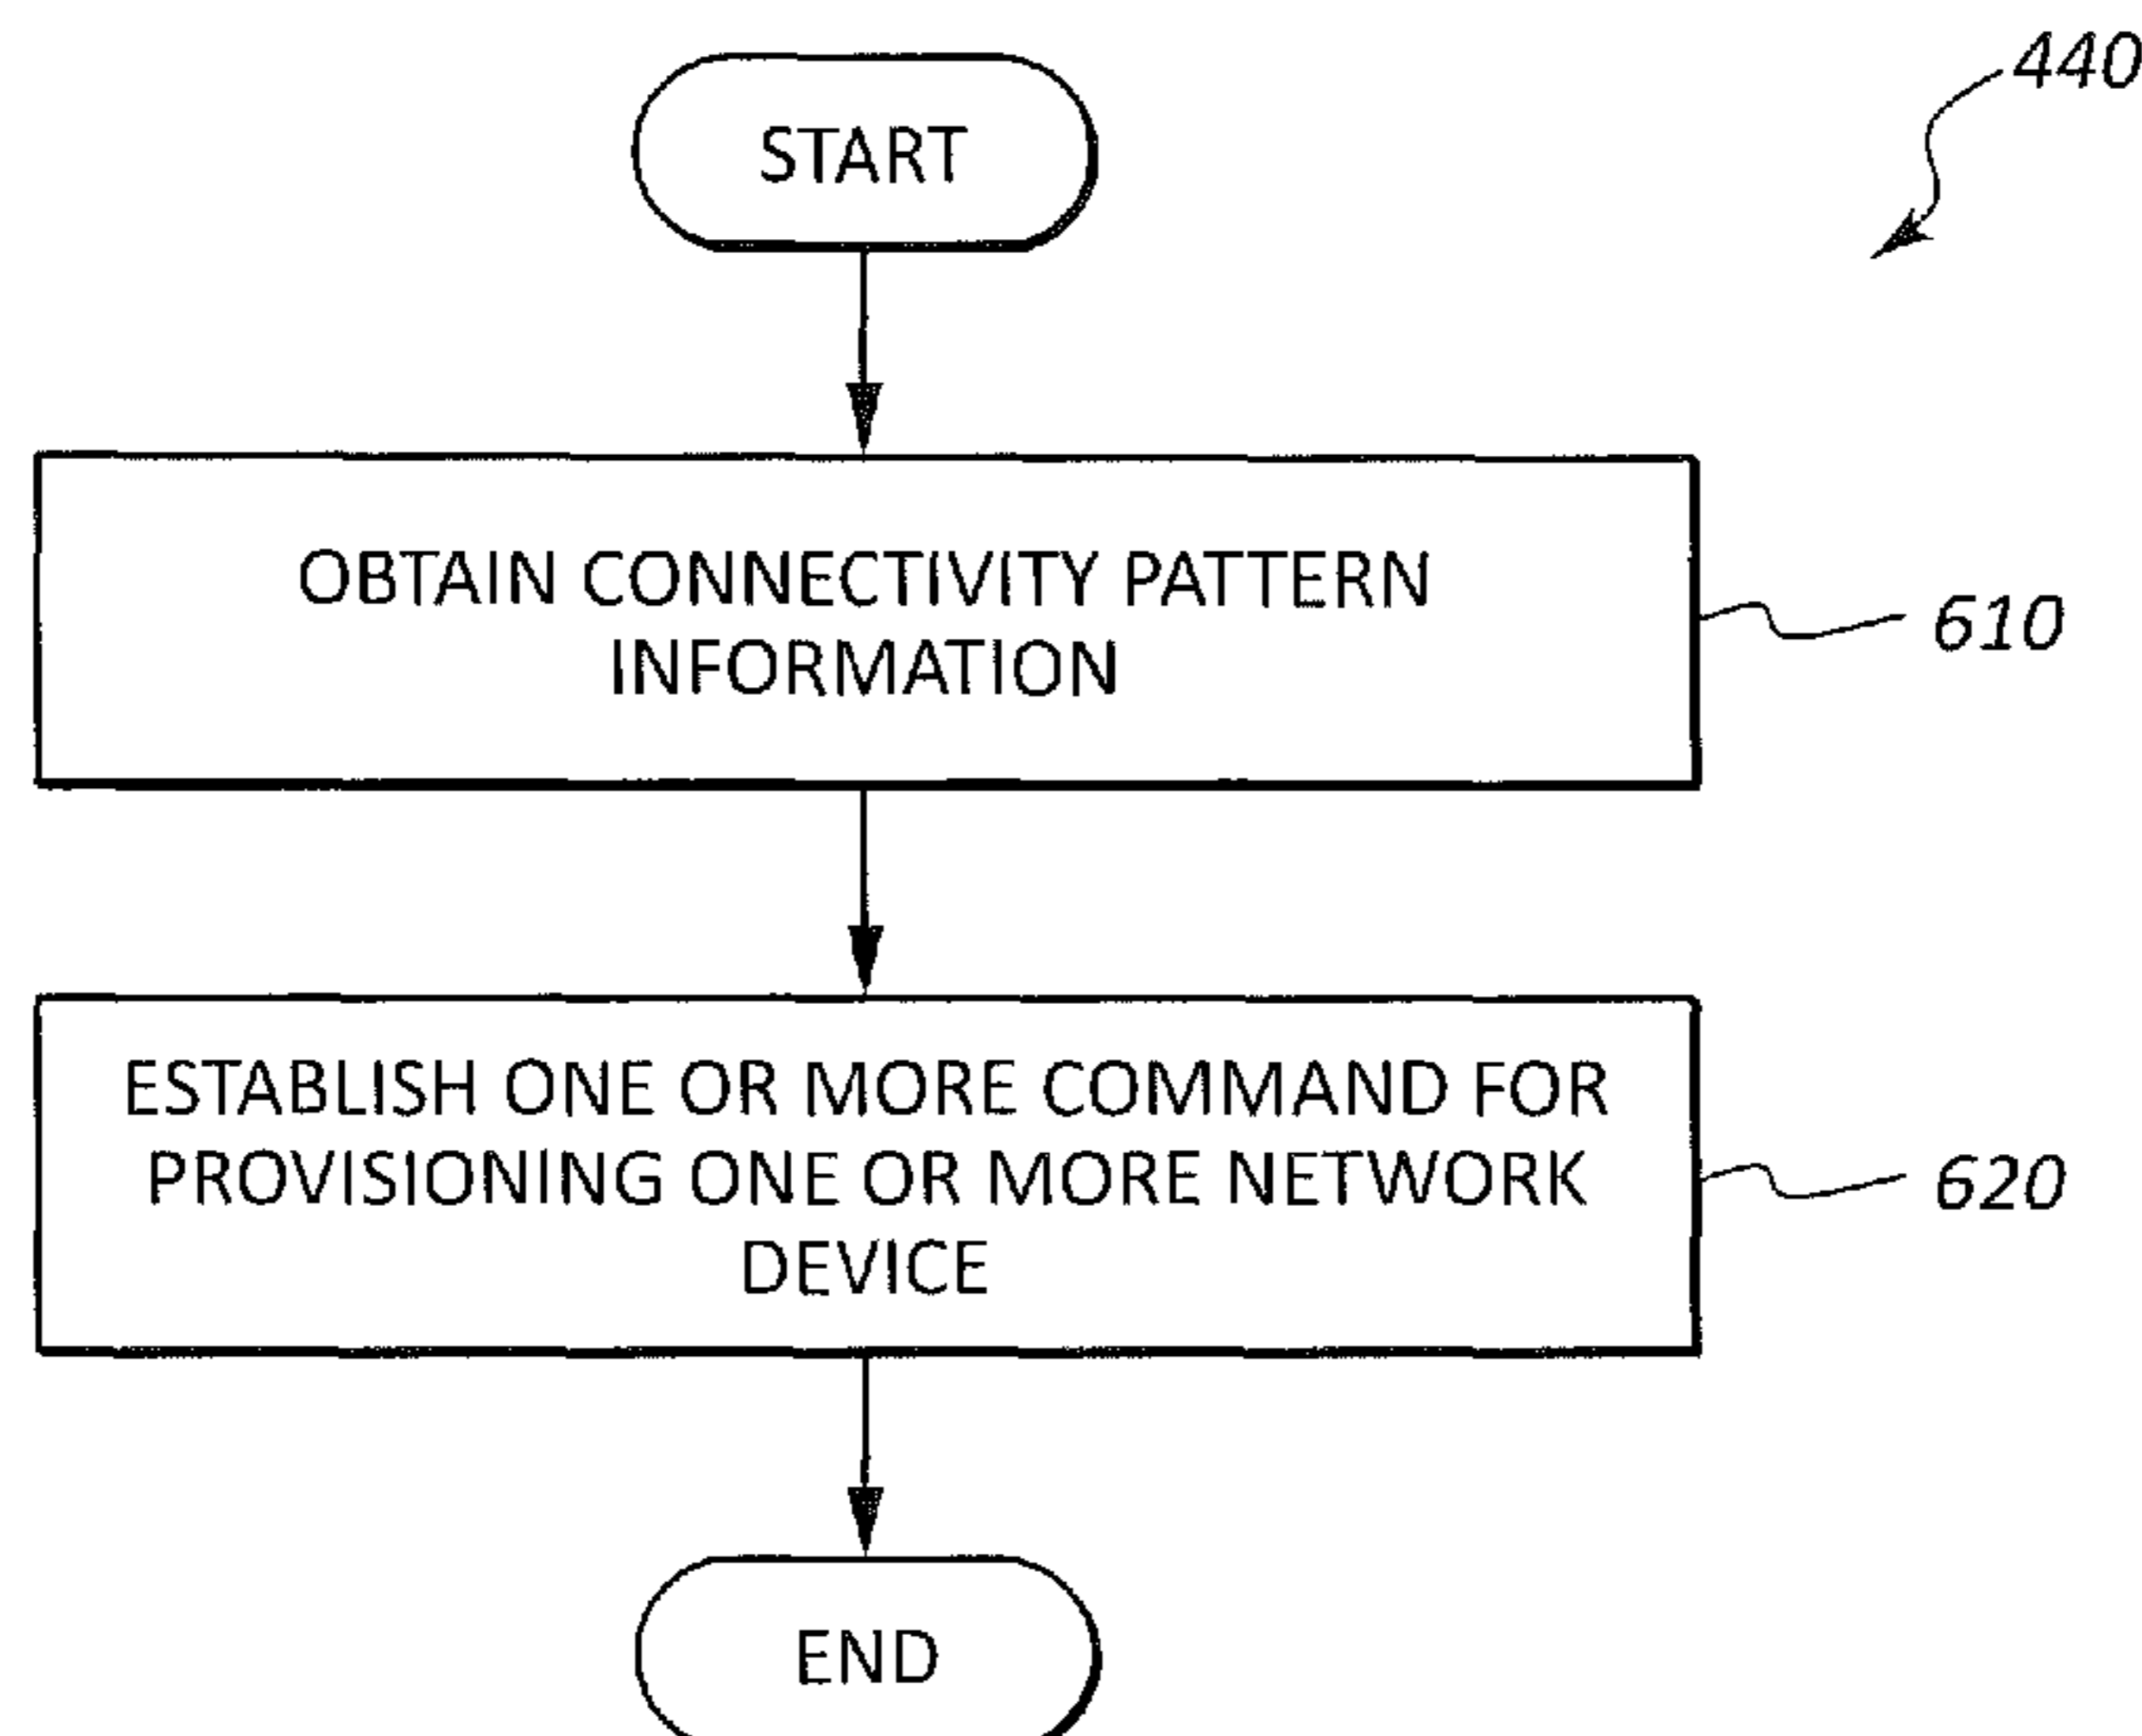 START
440
OBTAIN CONNECTIVITY PATTERN
INFORMATION
610
ESTABLISH ONE OR MORE COMMAND FOR
PROVISIONING ONE OR MORE NETWORK
DEVICE
620
END